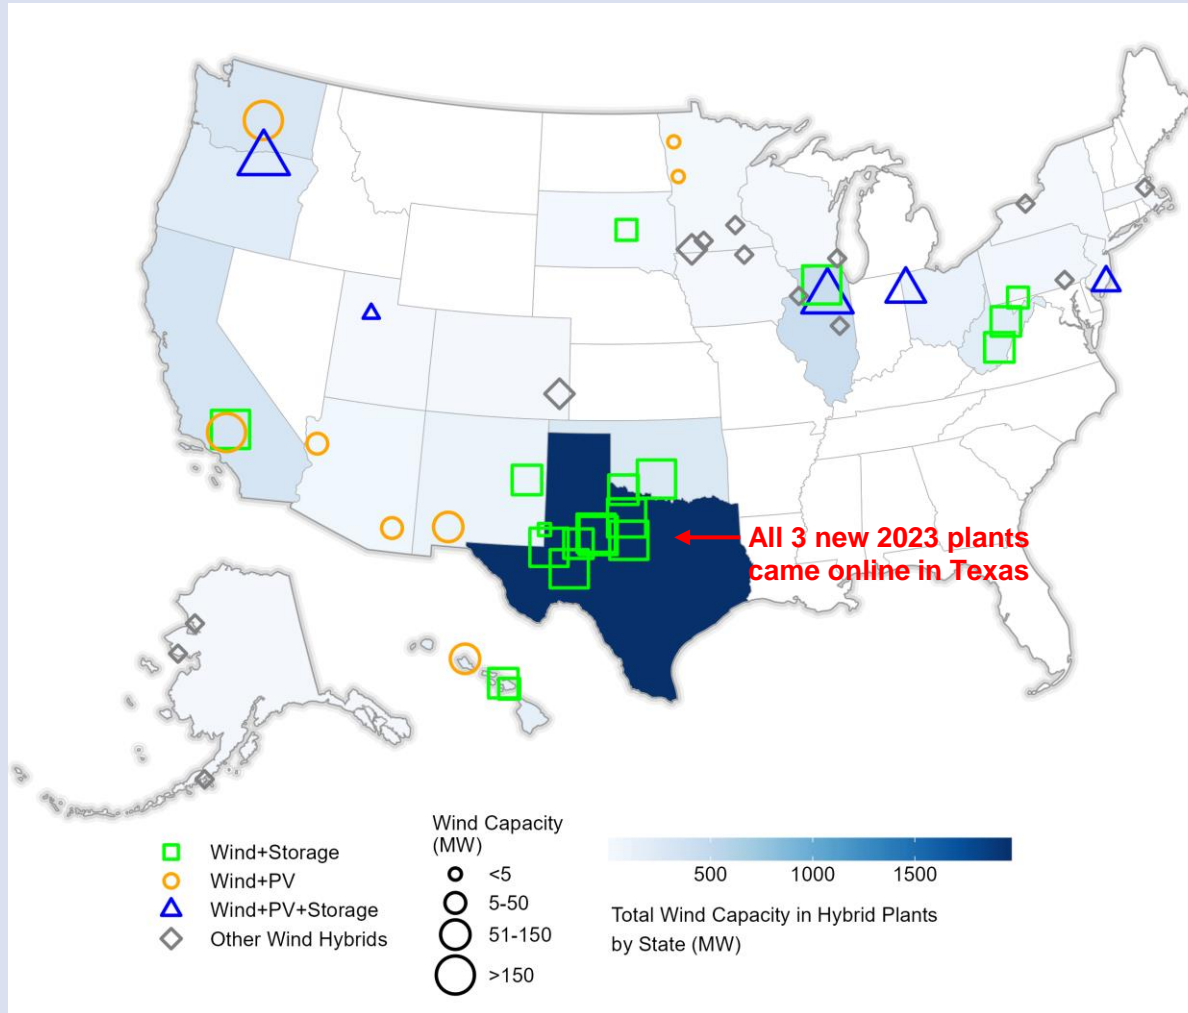 All 3 new 2023 plants
came online in Texas
Wind+Storage
Wind+PV
Wind+PV+Storage
Other Wind Hybrids
Wind Capacity
(MW)
<5
5-50
51-150
>150
500
1000
1500
Total Wind Capacity in Hybrid Plants
by State (MW)